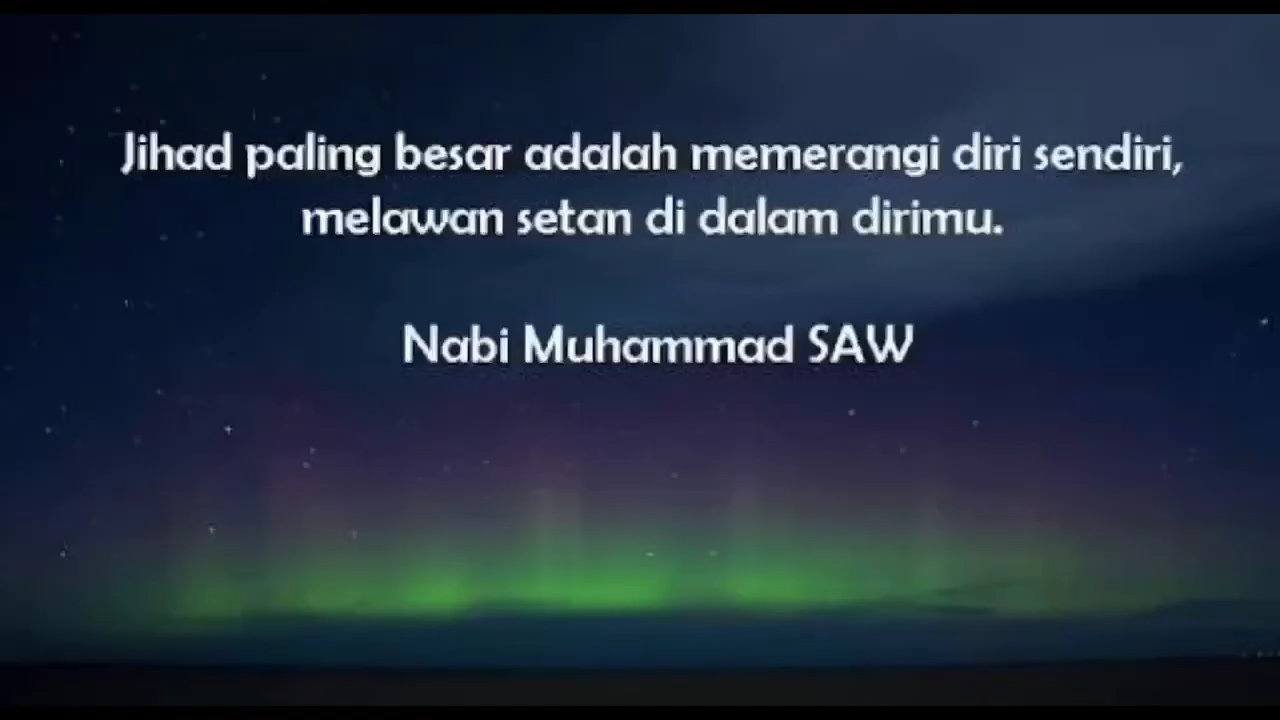 Jihad paling besar adalah memerangi diri sendiri,
melawan setan di dalam dirimu.
Nabi Muhammad SAW